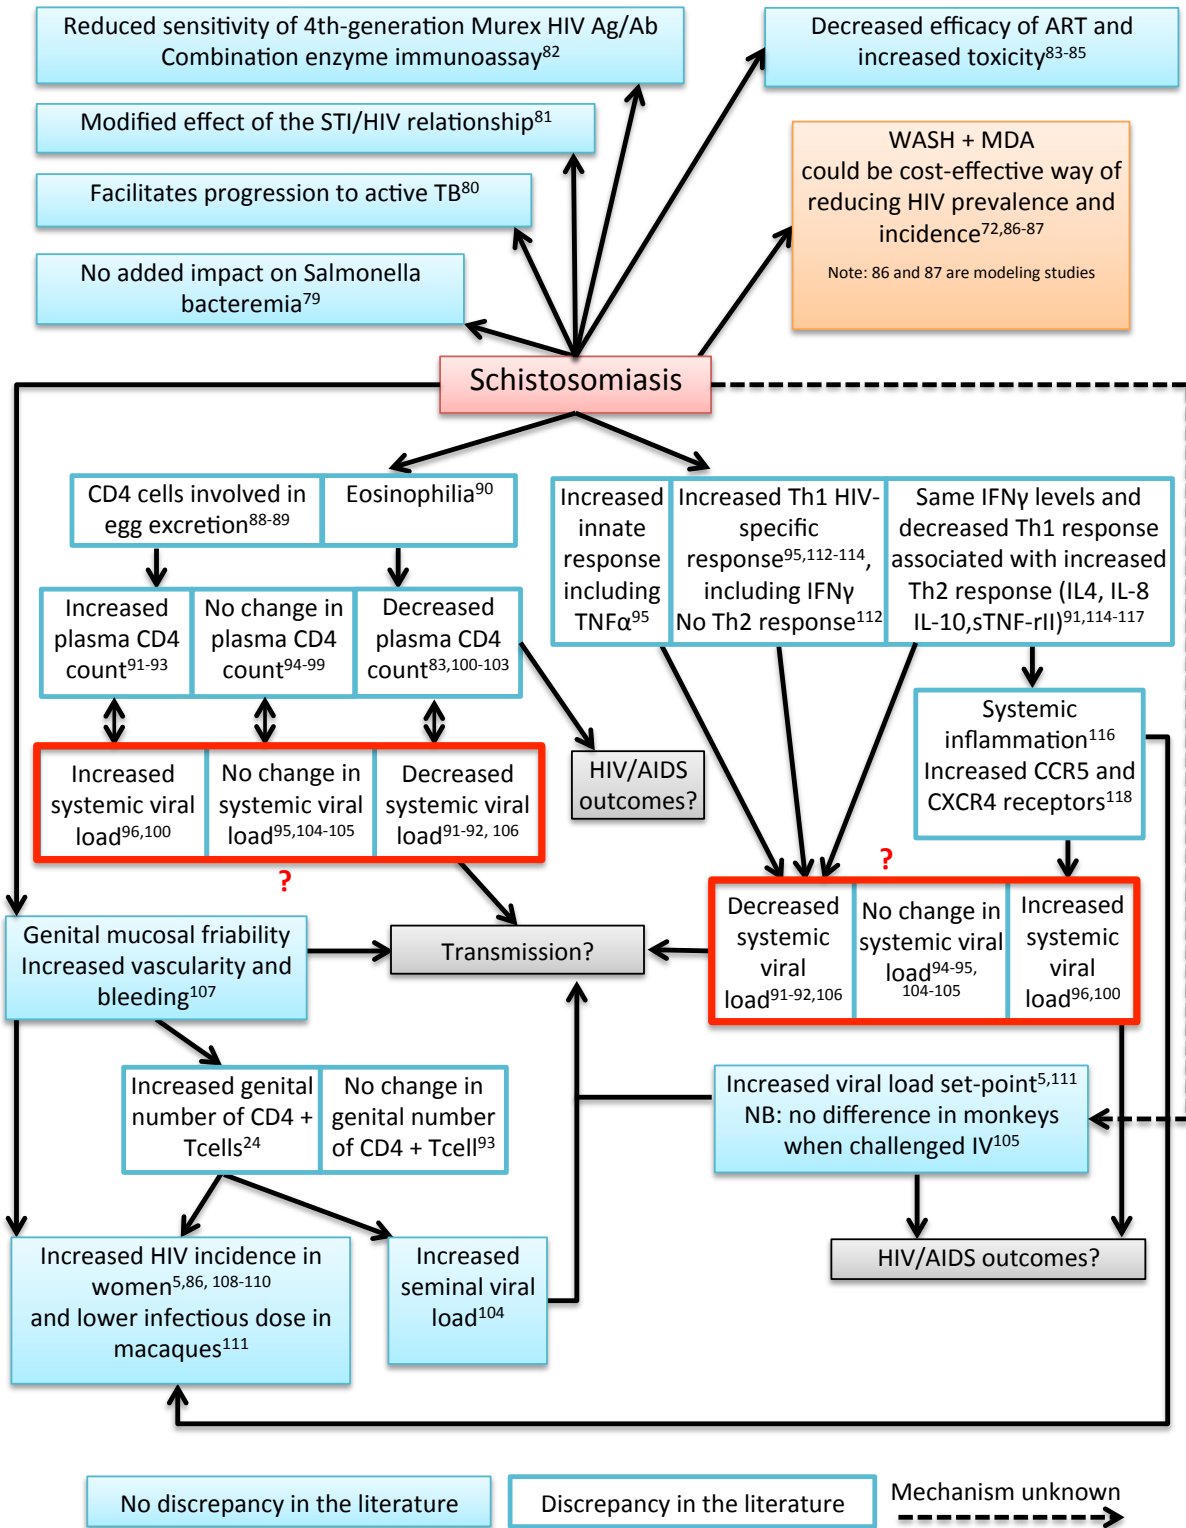 Reduced sensitivity of 4th-generation Murex HIV Ag/Ab
Combination enzyme immunoassay82
Decreased efficacy of ART and
increased toxicity83-85
Modified effect of the STI/HIV relationship81
WASH + MDA
could be cost-effective way of
reducing HIV prevalence and
incidence72,86-87
Note: 86 and 87 are modeling studies
Facilitates progression to active TB80
No added impact on Salmonella
bacteremia79
Schistosomiasis
CD4 cells involved in
egg excretion88-89
Eosinophilia90
Increased
innate
response
including
TNFα95
Increased Th1 HIV-
specific
response95,112-114,
including IFNγ
No Th2 response112
Same IFNγ levels and
decreased Th1 response
associated with increased
Th2 response (IL4, IL-8
IL-10,sTNF-rII)91,114-117
Increased
plasma CD4
count91-93
No change in
plasma CD4
count94-99
Decreased
plasma CD4
count83,100-103
Systemic
inflammation116
Increased CCR5 and
CXCR4 receptors118
Increased
systemic viral
load96,100
No change in
systemic viral
load95,104-105
Decreased
systemic viral
load91-92, 106
HIV/AIDS
outcomes?
?
?
Genital mucosal friability
Increased vascularity and
bleeding107
Transmission?
Decreased
systemic
viral
load91-92,106
No change in
systemic viral
load94-95,
104-105
Increased
systemic
viral
load96,100
Increased genital
number of CD4 +
Tcells24
No change in
genital number
of CD4 + Tcell93
Increased viral load set-point5,111
NB: no difference in monkeys
when challenged IV105
Increased HIV incidence in
women5,86, 108-110
and lower infectious dose in
macaques111
Increased
seminal viral
load104
HIV/AIDS outcomes?
No discrepancy in the literature
Discrepancy in the literature
Mechanism unknown